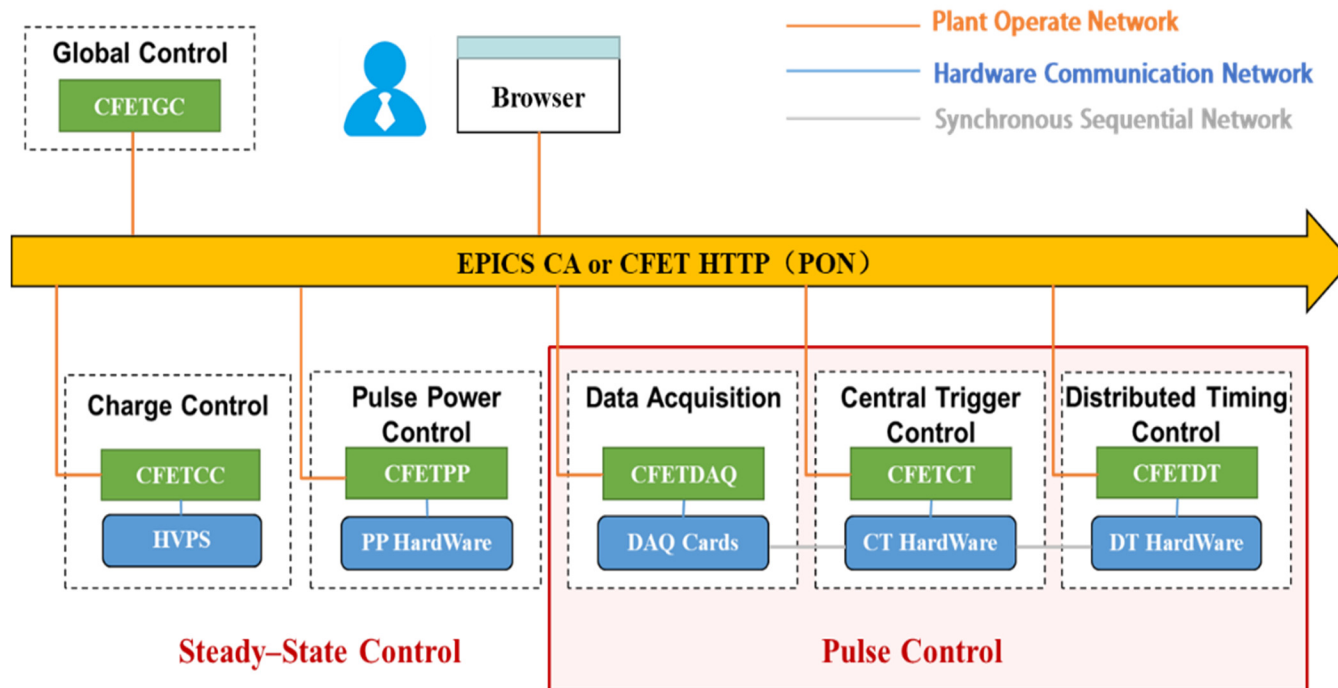 Global Control
CFETGC
Browser
Plant Operate Network
Hardware Communication Network
Synchronous Sequential Network
EPICS CA or CFET HTTP（PON）
Charge Control
CFETCC
HVPS
Pulse Power
Control
CFETPP
PP HardWare
Data Acquisition
CFETDAQ
DAQ Cards
Central Trigger
Control
CFETCT
CT HardWare
Distributed Timing
Control
CFETDT
DT HardWare
Steady–State Control
Pulse Control